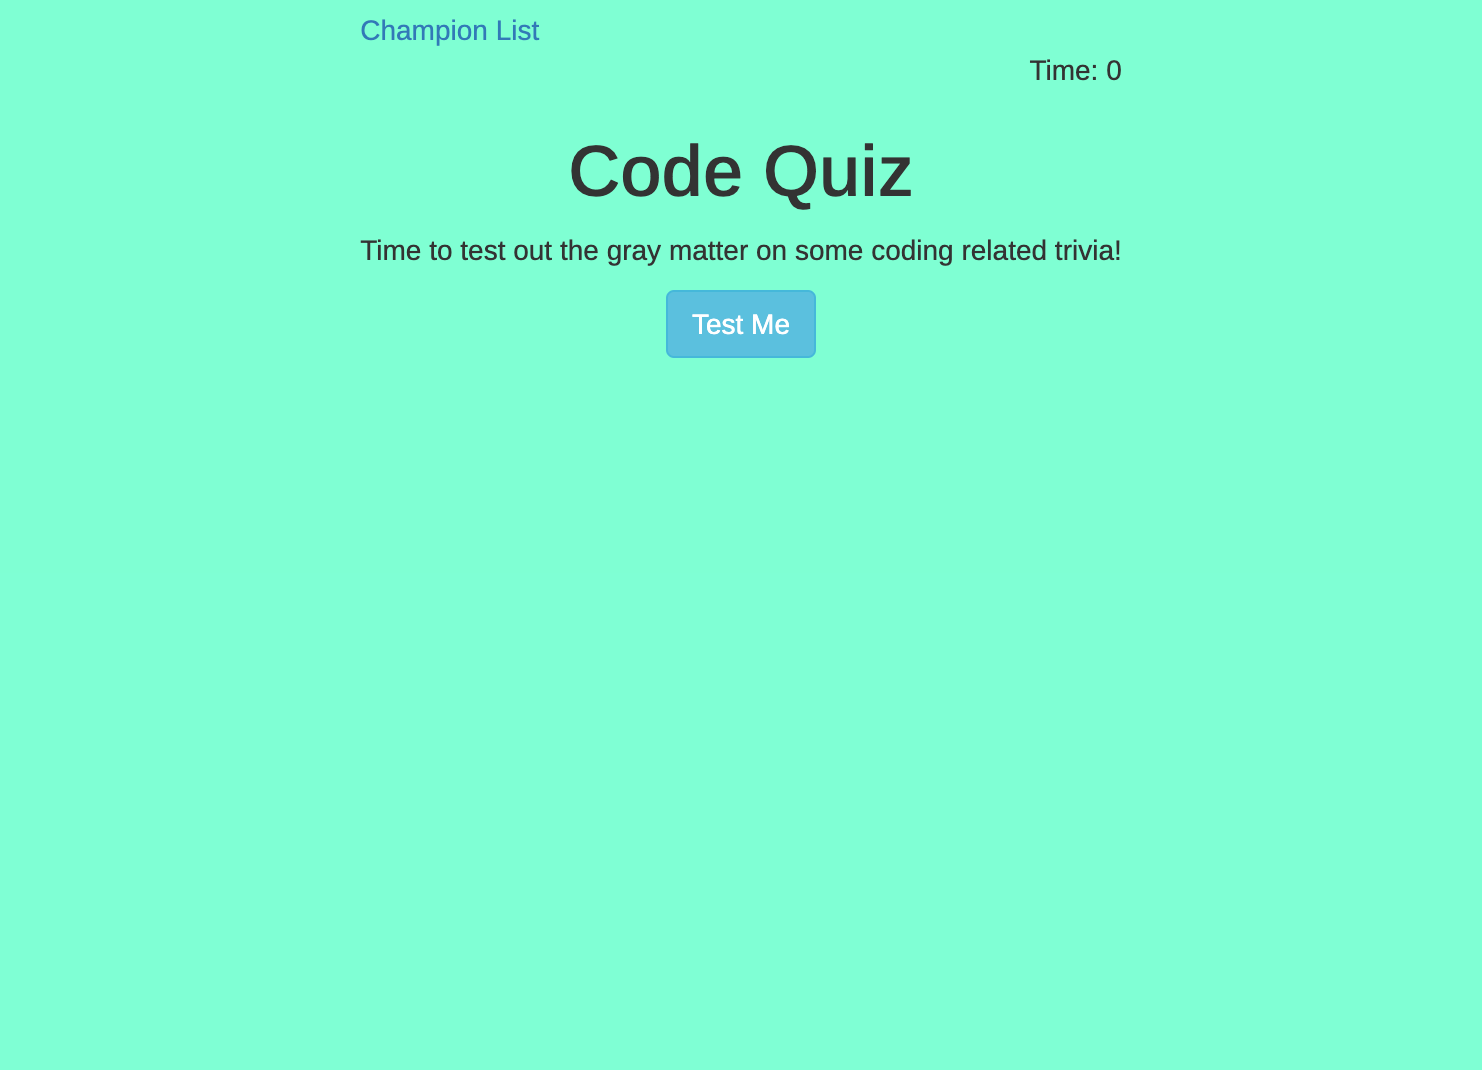 Champion List
Time: 0
Code Quiz
Time to test out the gray matter on some coding related trivia!
Test Me